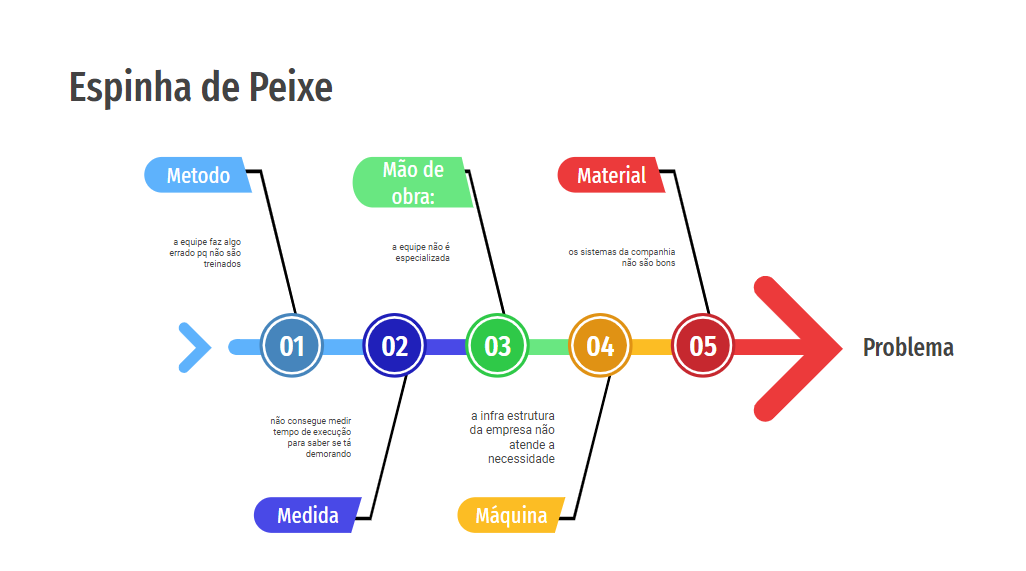 Espinha de Peixe
Metodo
Mão de
obra:
Material
a equipe faz algo
errado pq não são
treinados
a equipe não é
especializada
os sistemas da companhia
não são bons
01
02
03
04
05
Problema
não consegue medir
tempo de execução
para saber se tá
demorando
a infra estrutura
da empresa não
atende a
necessidade
Medida
Máquina